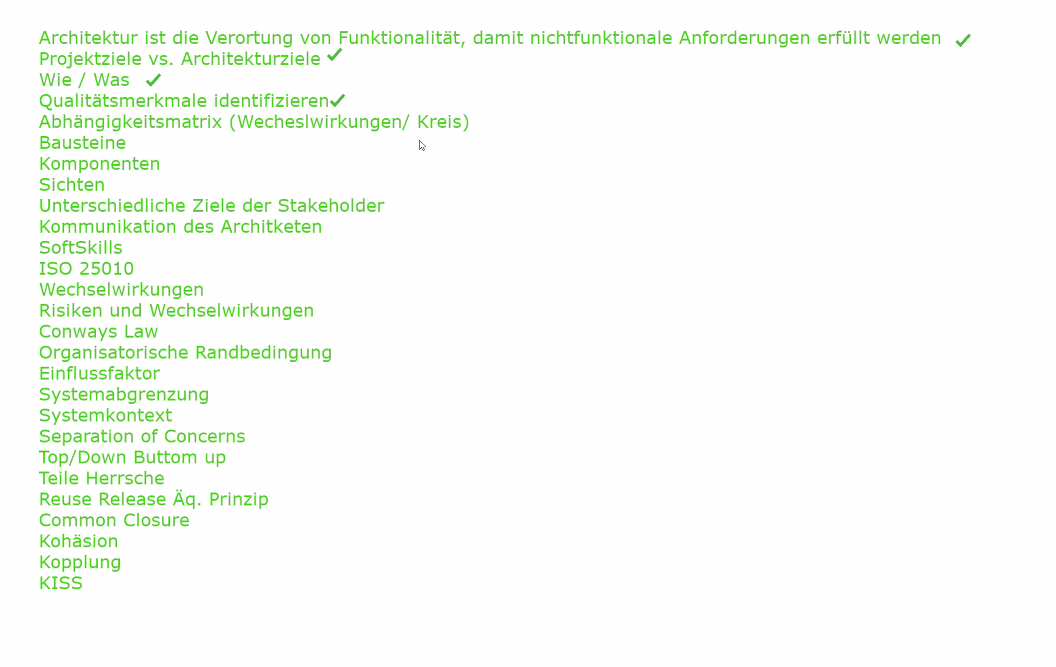 Architektur ist die Verortung von Funktionalität, damit nichtfunktionale Anforderungen erfüllt werden ✓
Projektziele vs. Architekturziele ✓
Wie / Was ✓
Qualitätsmerkmale identifizieren✓
Abhängigkeitsmatrix (Wecheslwirkungen/ Kreis)
Bausteine
Komponenten
Sichten
Unterschiedliche Ziele der Stakeholder
Kommunikation des Architketen
SoftSkills
ISO 25010
Wechselwirkungen
Risiken und Wechselwirkungen
Conways Law
Organisatorische Randbedingung
Einflussfaktor
Systemabgrenzung
Systemkontext
Separation of Concerns
Top/Down Buttom up
Teile Herrsche
Reuse Release Äq. Prinzip
Common Closure
Kohäsion
Kopplung
KISS